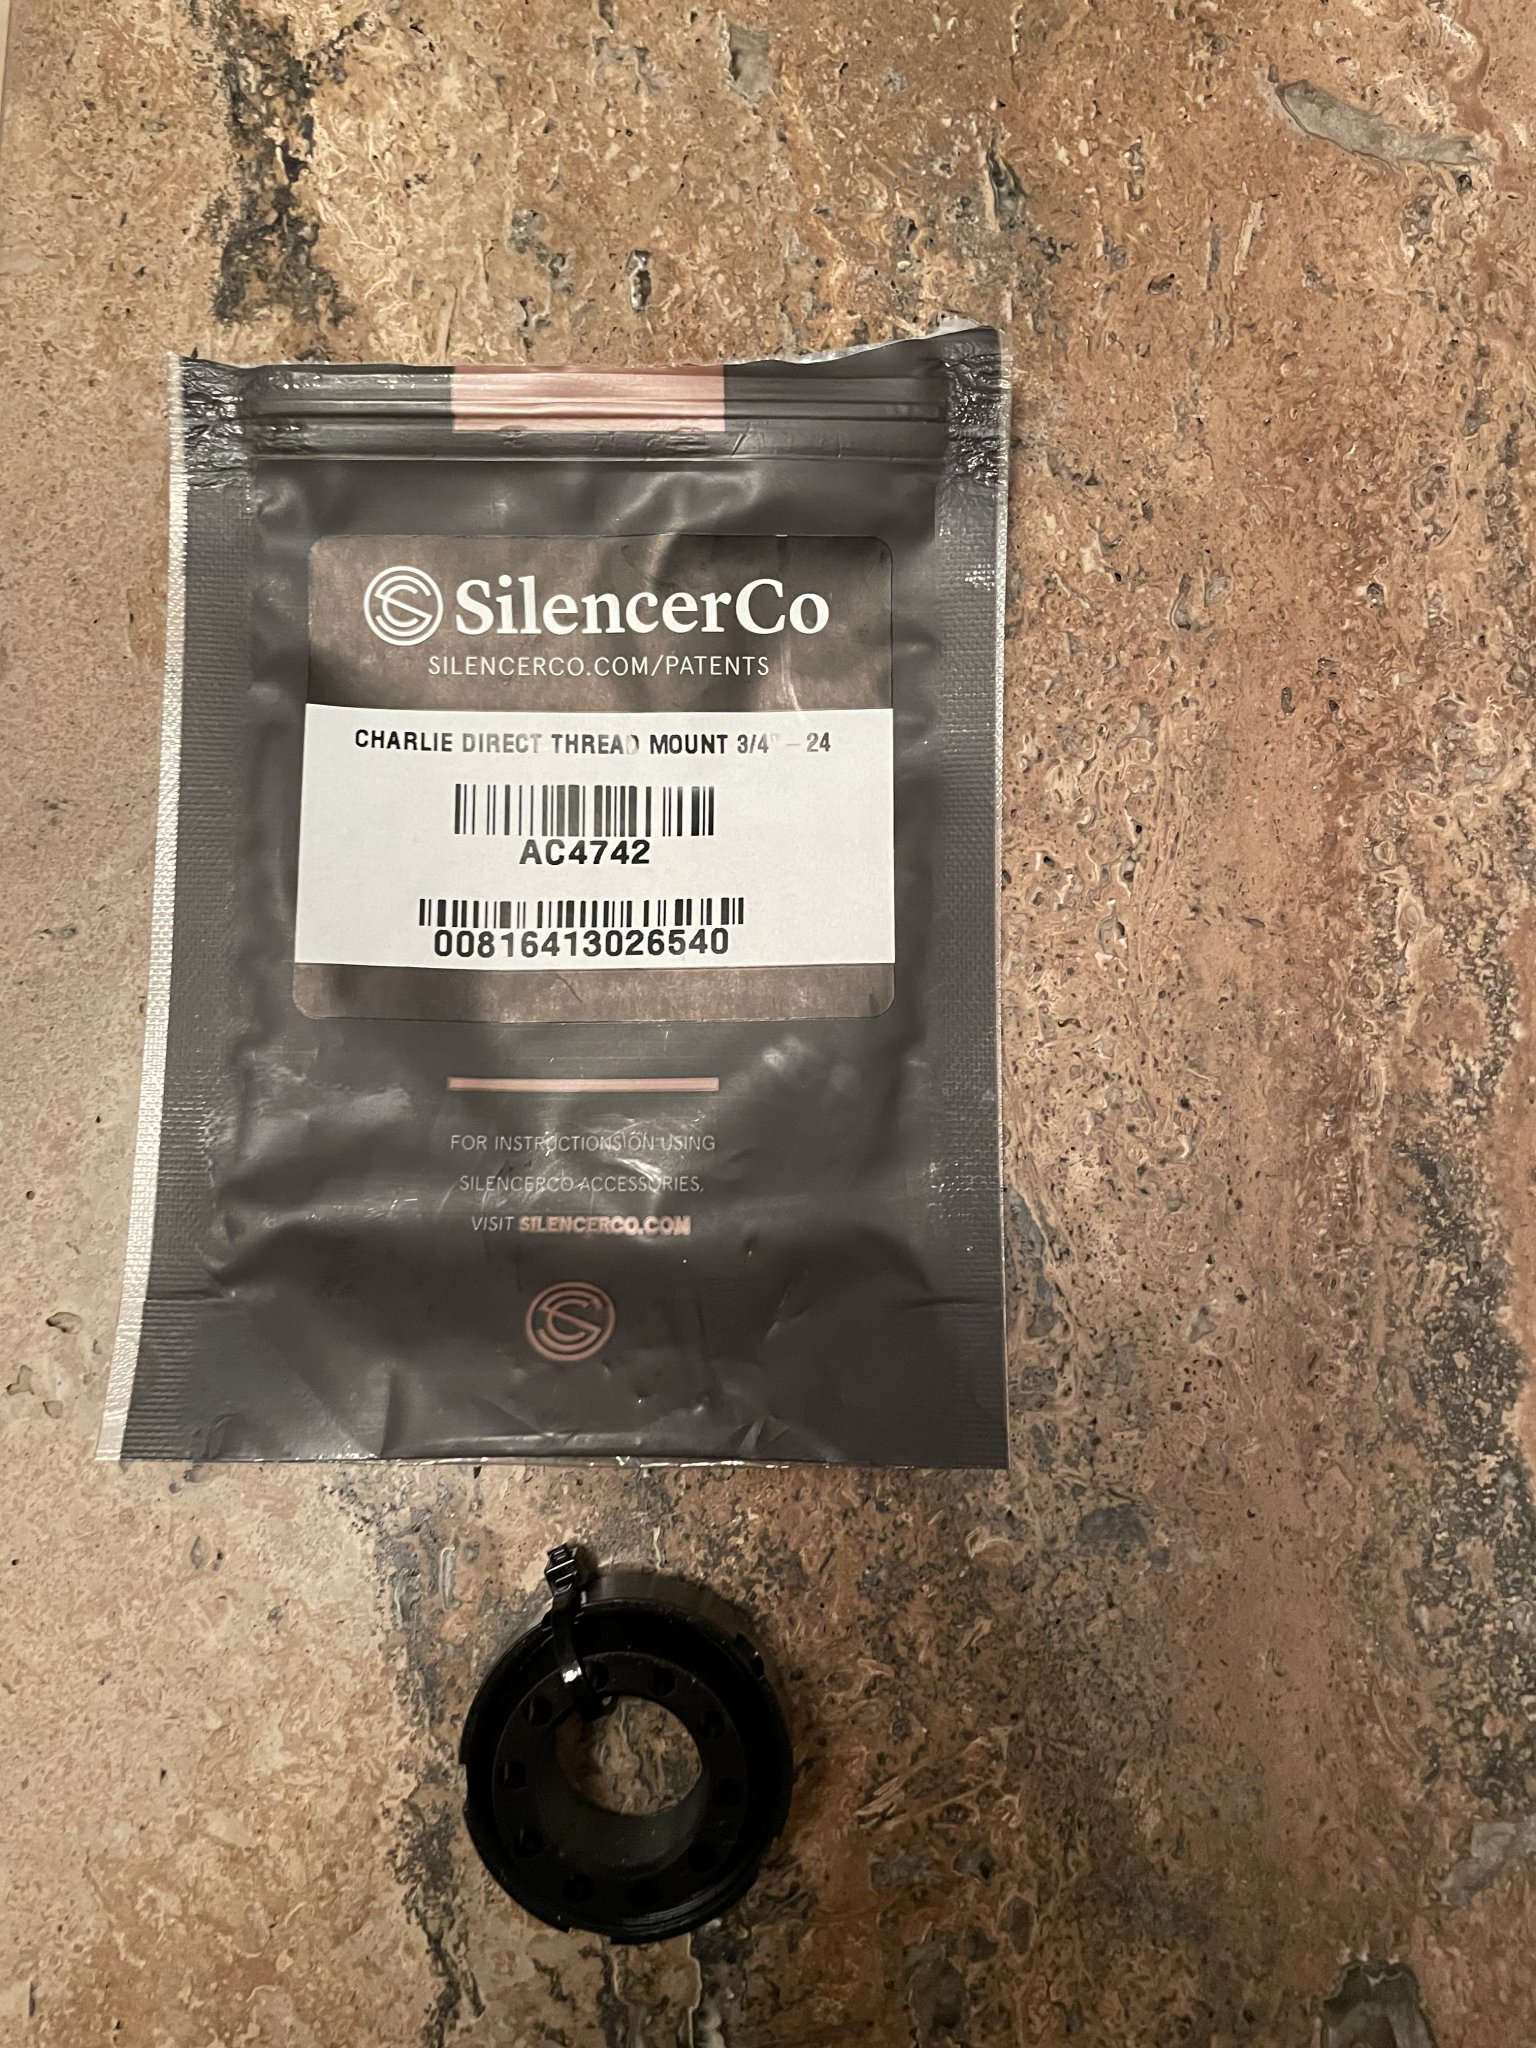 SilencerCo
SILENCERCO.COM/PATENTS
CHARLIE DIRECT THREAD MOUNT 3/4" - 24
AC4742
00816413026540
FOR INSTRUCTIONS ON USING
SILENCERCO ACCESSORIES,
VISIT SILENCERCO.COM